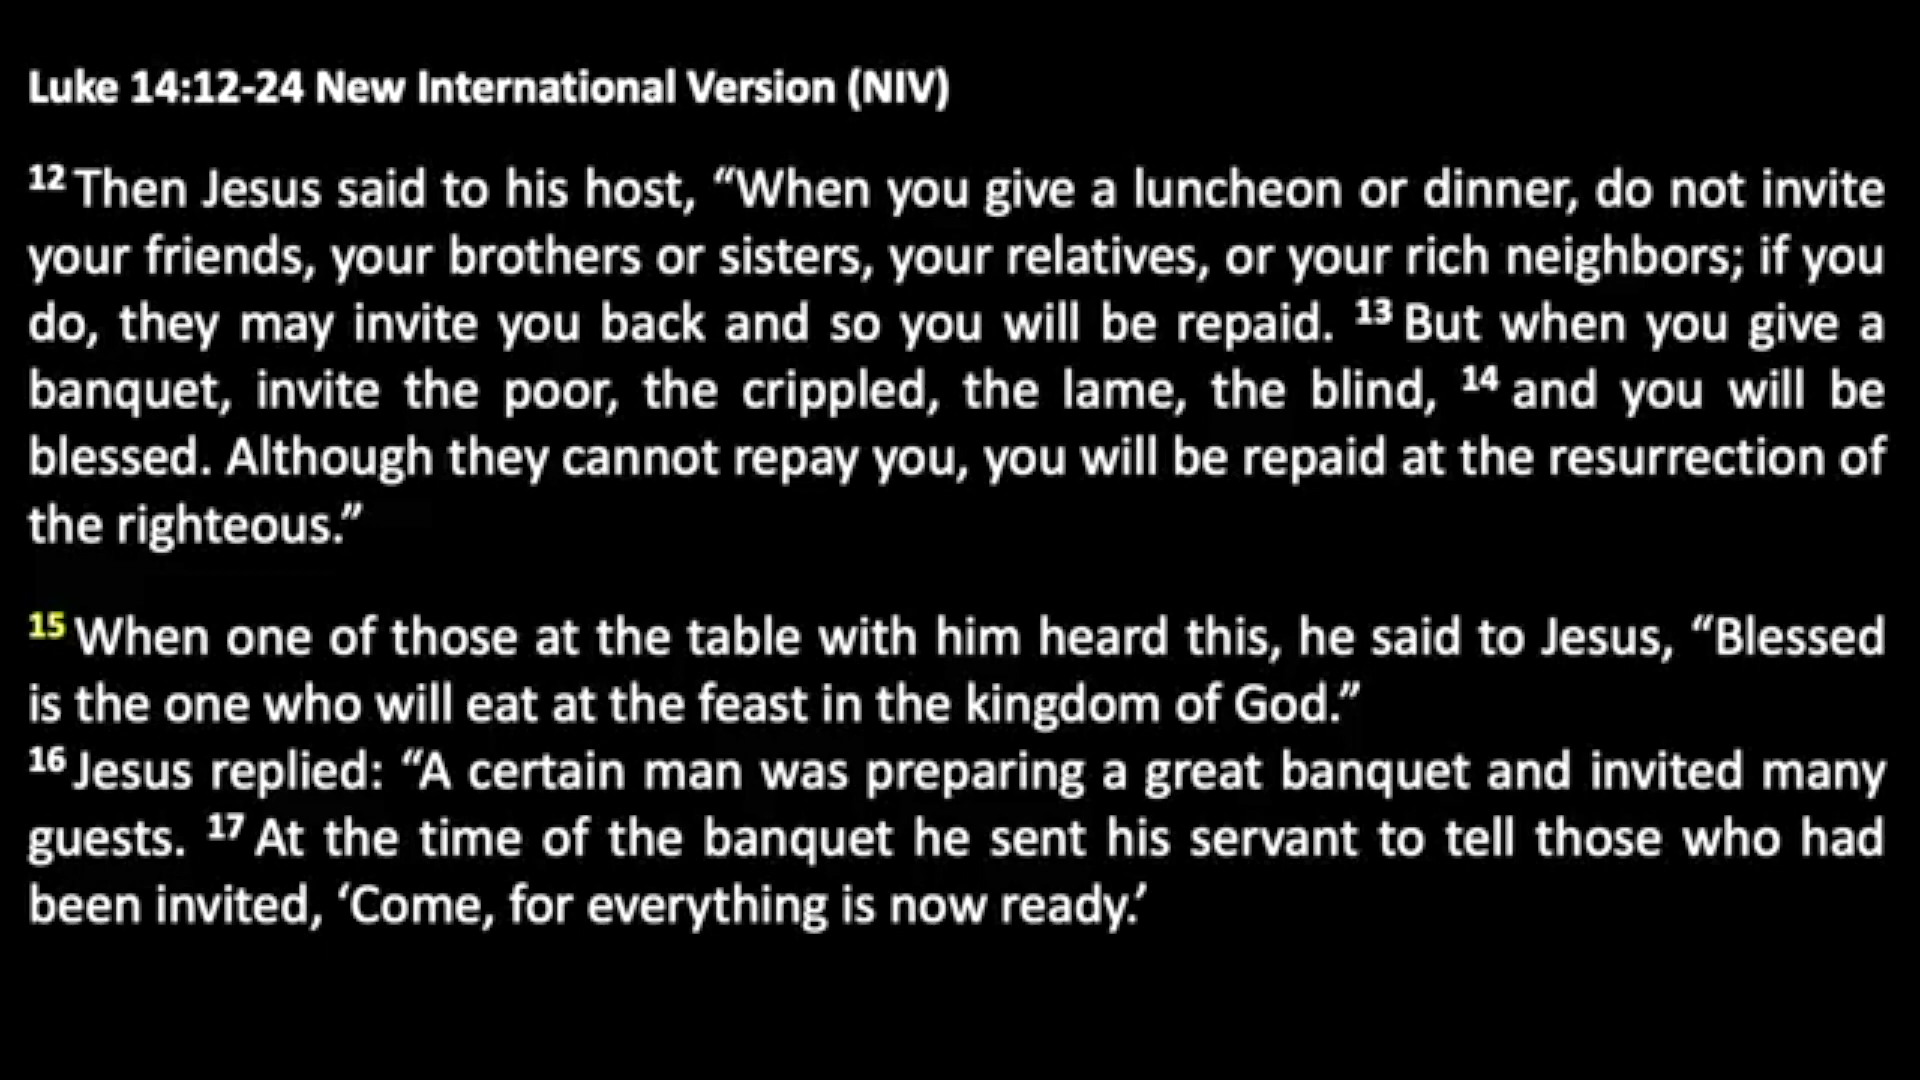 Luke 14:12-24 New International Version (NIV)
12 Then Jesus said to his host, “When you give a luncheon or dinner, do not invite
your friends, your brothers or sisters, your relatives, or your rich neighbors; if you
do, they may invite you back and so you will be repaid. 13 But when you give a
banquet, invite the poor, the crippled, the lame, the blind, 14 and you will be
blessed. Although they cannot repay you, you will be repaid at the resurrection of
the righteous.”
15 When one of those at the table with him heard this, he said to Jesus, “Blessed
is the one who will eat at the feast in the kingdom of God.”
16 Jesus replied: “A certain man was preparing a great banquet and invited many
guests. 17 At the time of the banquet he sent his servant to tell those who had
been invited, ‘Come, for everything is now ready.’